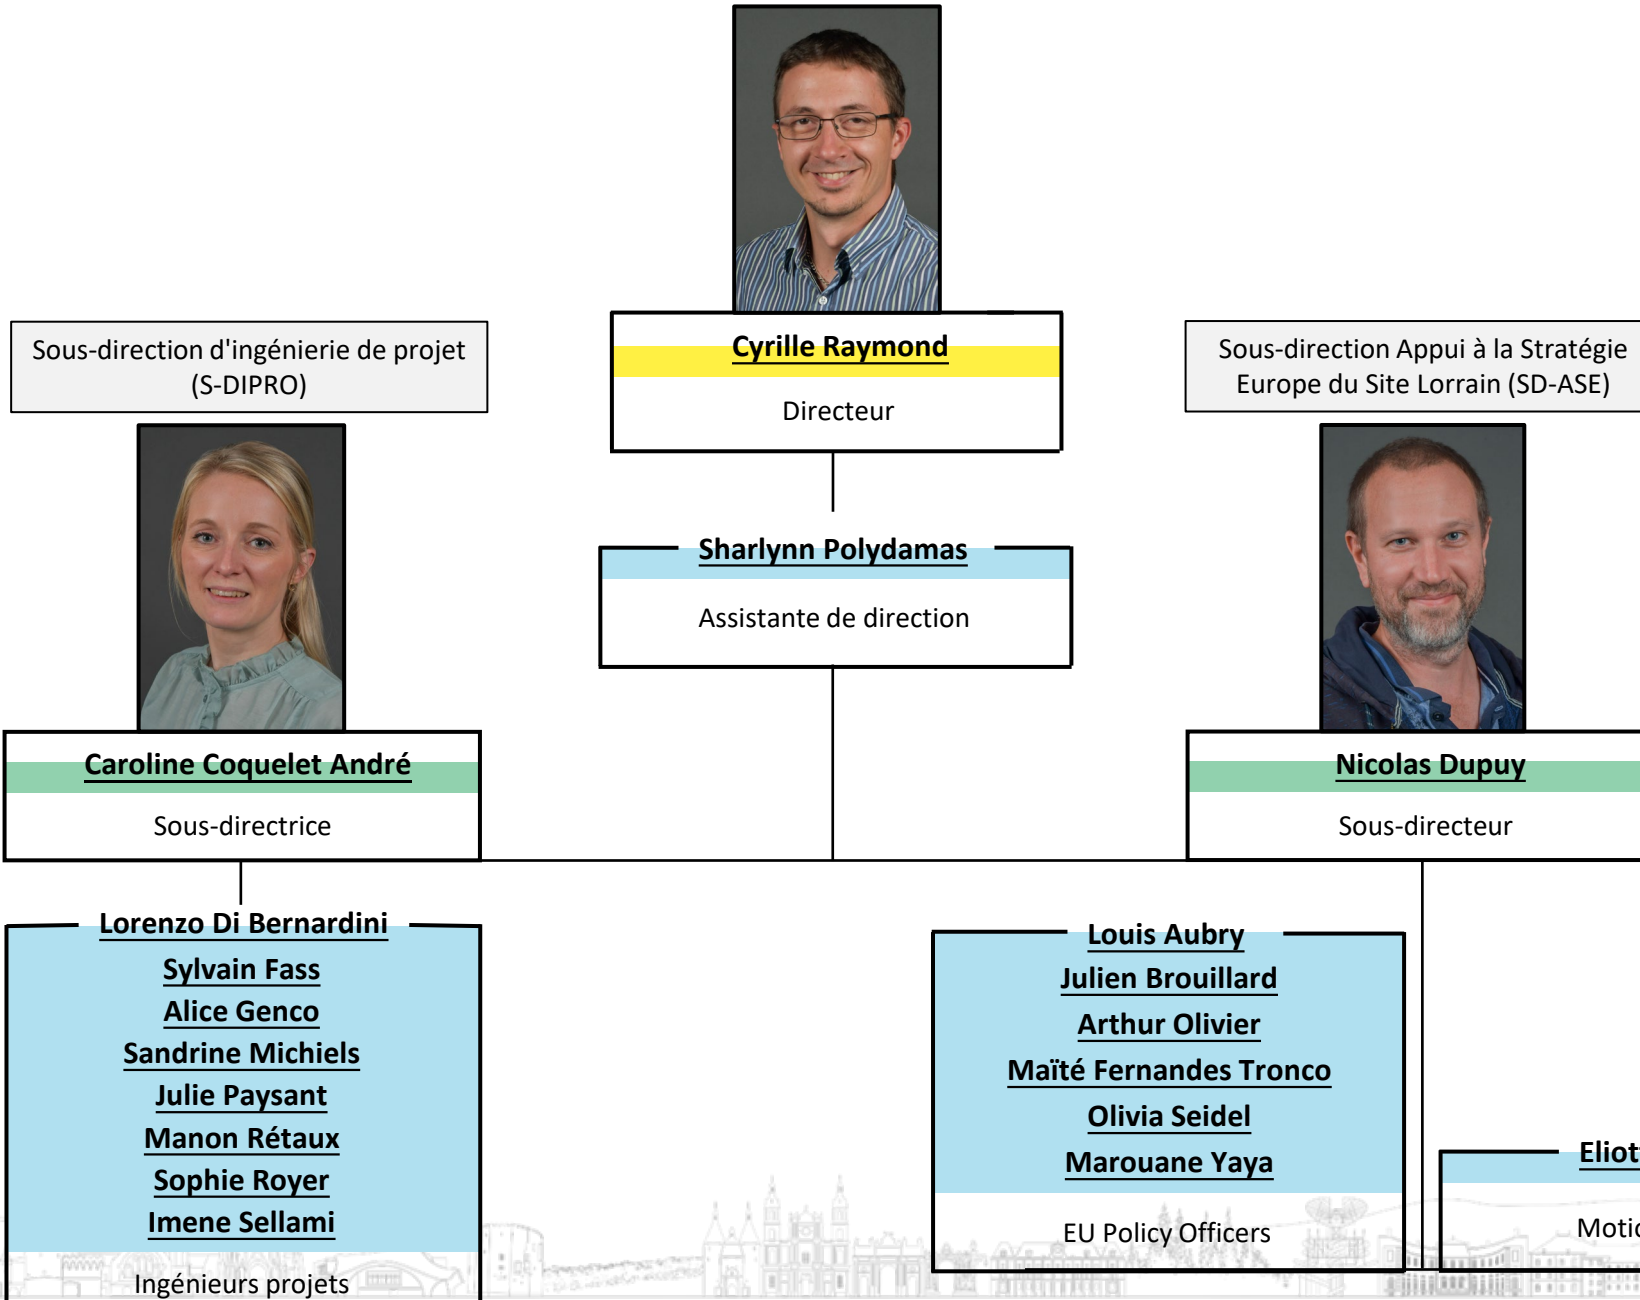 Cyrille Raymond
Directeur
Sous-direction d'ingénierie de projet
(S-DIPRO)
Sous-direction Appui à la Stratégie
Europe du Site Lorrain (SD-ASE)
Sharlynn Polydamas
Assistante de direction
Caroline Coquelet André
Sous-directrice
Nicolas Dupuy
Sous-directeur
Lorenzo Di Bernardini
Sylvain Fass
Alice Genco
Sandrine Michiels
Julie Paysant
Manon Rétaux
Sophie Royer
Imene Sellami
Ingénieurs projets
Louis Aubry
Julien Brouillard
Arthur Olivier
Maïté Fernandes Tronco
Olivia Seidel
Marouane Yaya
EU Policy Officers